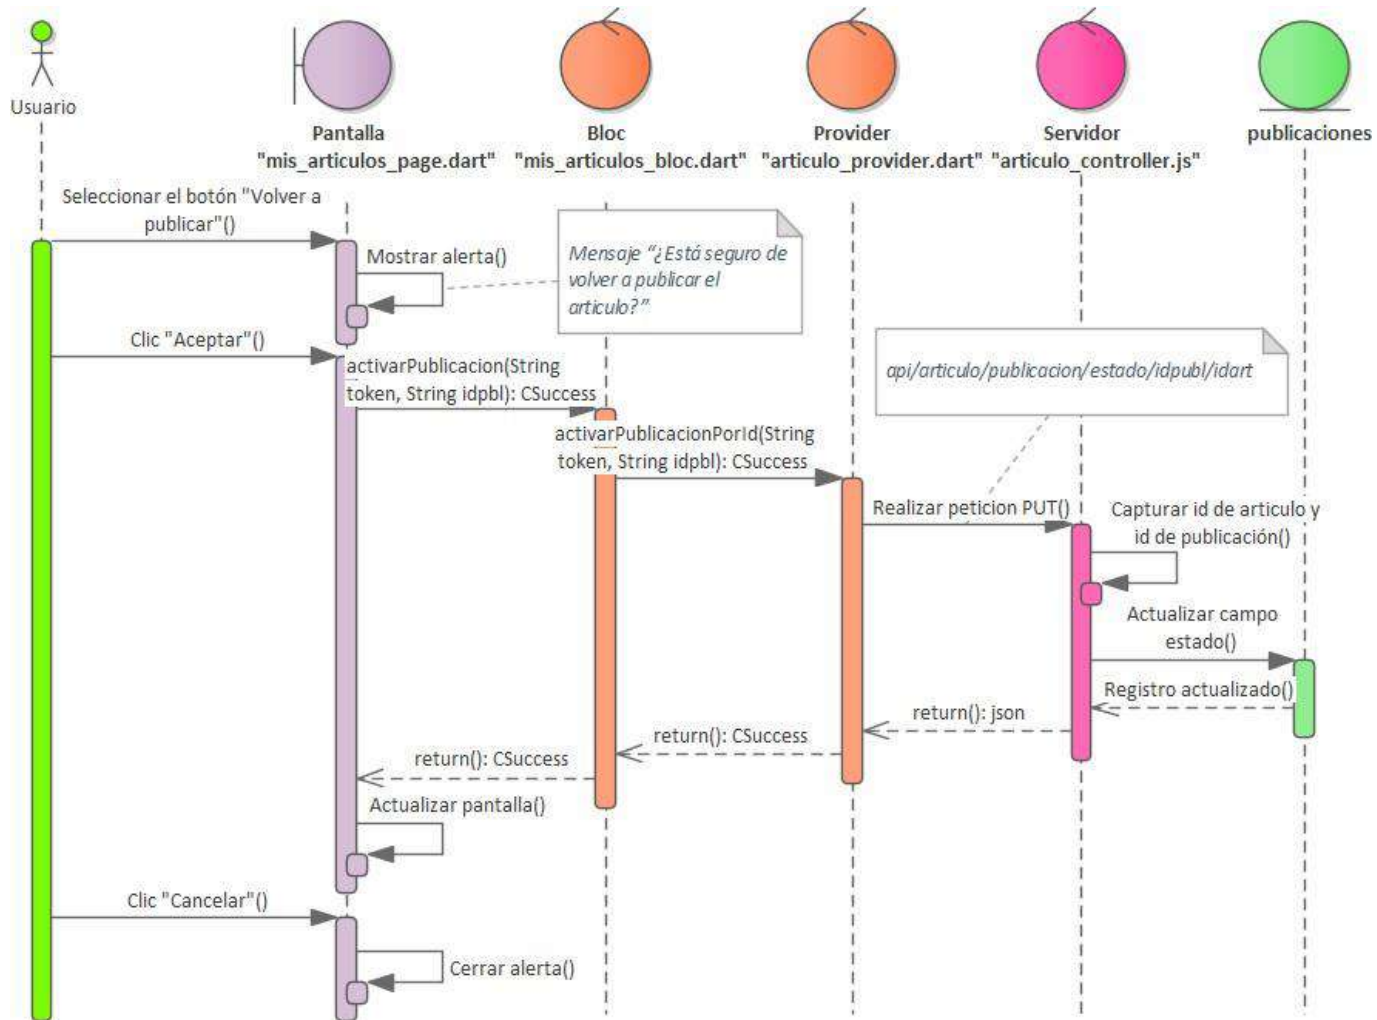 Usuario
Pantalla
"mis_articulos_page.dart"
Bloc
"mis_articulos_bloc.dart"
Provider
"articulo_provider.dart"
Servidor
"articulo_controller.js"
publicaciones
Seleccionar el botón "Volver a
publicar"()
Mostrar alerta()
Mensaje “¿Está seguro de
volver a publicar el
articulo?”
Clic "Aceptar"()
activarPublicacion(String
token, String idpbl): CSuccess
api/articulo/publicacion/estado/idpubl/idart
activarPublicacionPorId(String
token, String idpbl): CSuccess
Realizar peticion PUT()
Capturar id de articulo y
id de publicación()
Actualizar campo
estado()
Registro actualizado()
return(): json
return(): CSuccess
return(): CSuccess
Actualizar pantalla()
Clic "Cancelar"()
Cerrar alerta()